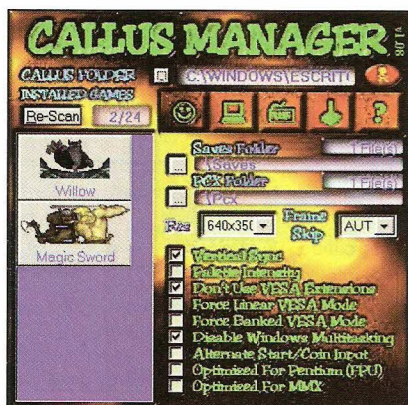 CALLUS MANAGER v1.08
CALLUS FOLDER C:\WINDOWS\ESCRIT
INSTALLED GAMES
Re-Scan 2/24
?
Saves Folder 1 File(s)
... .\Saves
PCX Folder 1 File(s)
... .\Pcx
Res 640x350 Frame Skip AUT
Willow
Magic Sword
Vertical Sync
Palette Intensity
Don't Use VESA Extensions
Force Linear VESA Mode
Force Banked VESA Mode
Disable Windows Multitasking
Alternate Start/Coin Input
Optimized For Pentium (FPU)
Optimized For MMX